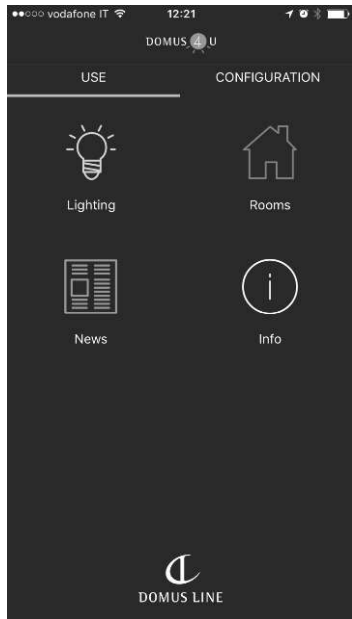 vodafone IT 12:21
DOMUS 4 U
USE CONFIGURATION
Lighting Rooms
News Info
DOMUS LINE